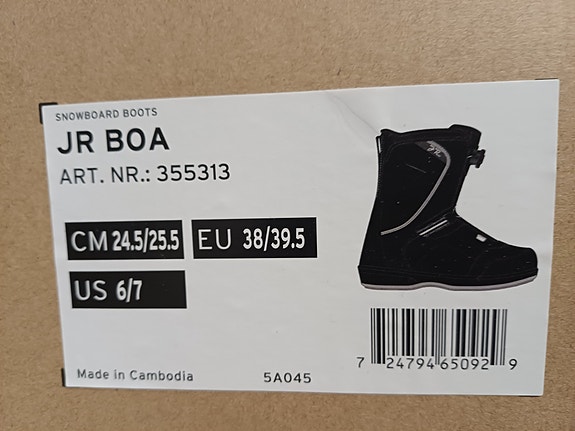 SNOWBOARD BOOTS
JR BOA
ART. NR.: 355313
CM 24.5/25.5 EU 38/39.5
US 6/7
Made in Cambodia 5A045
7 24794 65092 9